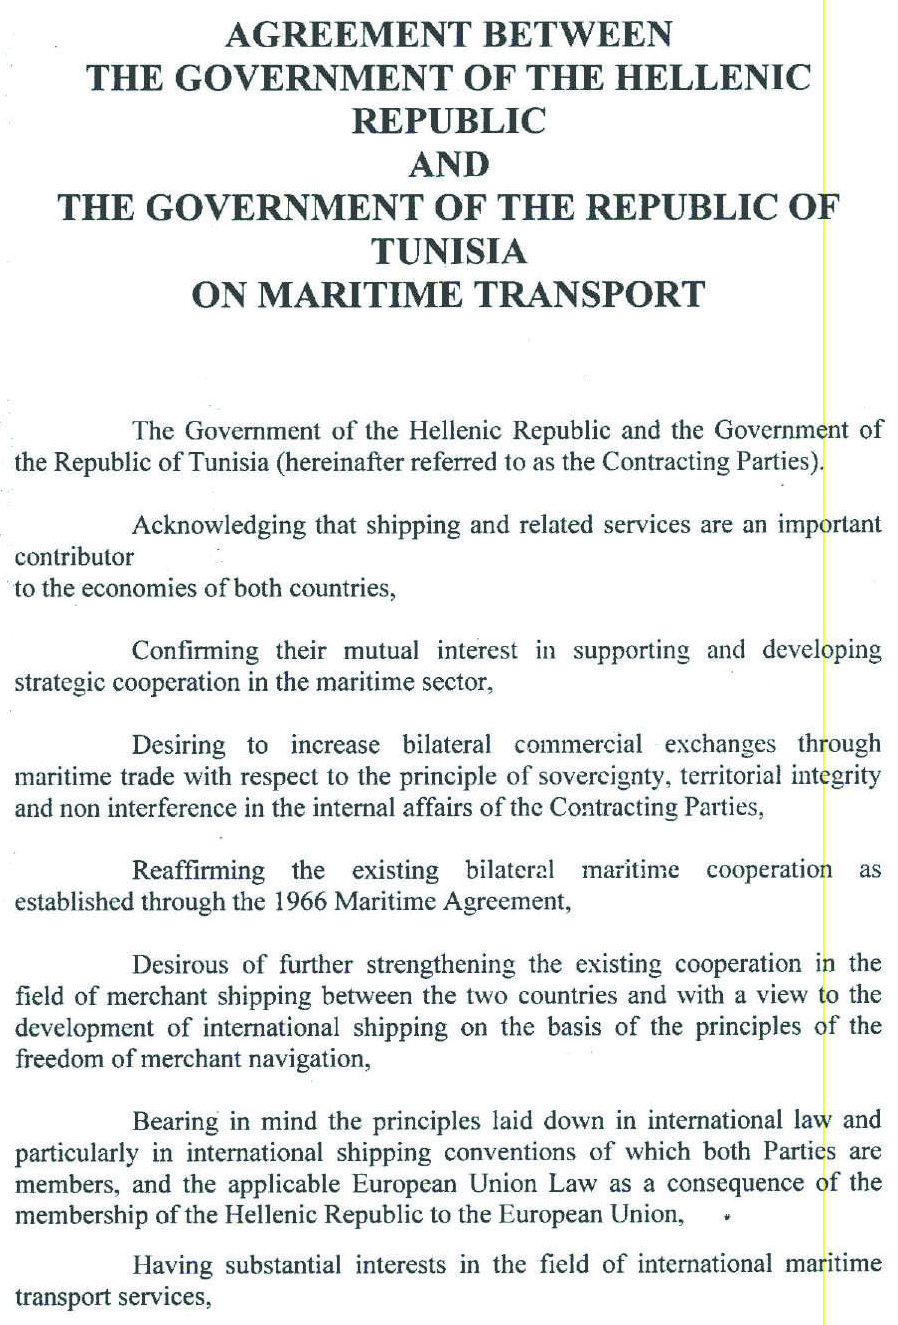 AGREEMENT BETWEEN
THE GOVERNMENT OF THE HELLENIC
REPUBLIC
AND
THE GOVERNMENT OF THE REPUBLIC OF
TUNISIA
ON MARITIME TRANSPORT
The Government of the Hellenic Republic and the Government of
the Republic of Tunisia (hereinafter referred to as the Contracting Parties).
Acknowledging that shipping and related services are an important
contributor
to the economies of both countries,
Confirming their mutual interest in supporting and developing
strategic cooperation in the maritime sector,
Desiring to increase bilateral commercial exchanges through
maritime trade with respect to the principle of sovereignty, territorial integrity
and non interference in the internal affairs of the Contracting Parties,
Reaffirming the existing bilateral maritime cooperation as
established through the 1966 Maritime Agreement,
Desirous of further strengthening the existing cooperation in the
field of merchant shipping between the two countries and with a view to the
development of international shipping on the basis of the principles of the
freedom of merchant navigation,
Bearing in mind the principles laid down in international law and
particularly in international shipping conventions of which both Parties are
members, and the applicable European Union Law as a consequence of the
membership of the Hellenic Republic to the European Union,
Having substantial interests in the field of international maritime
transport services,